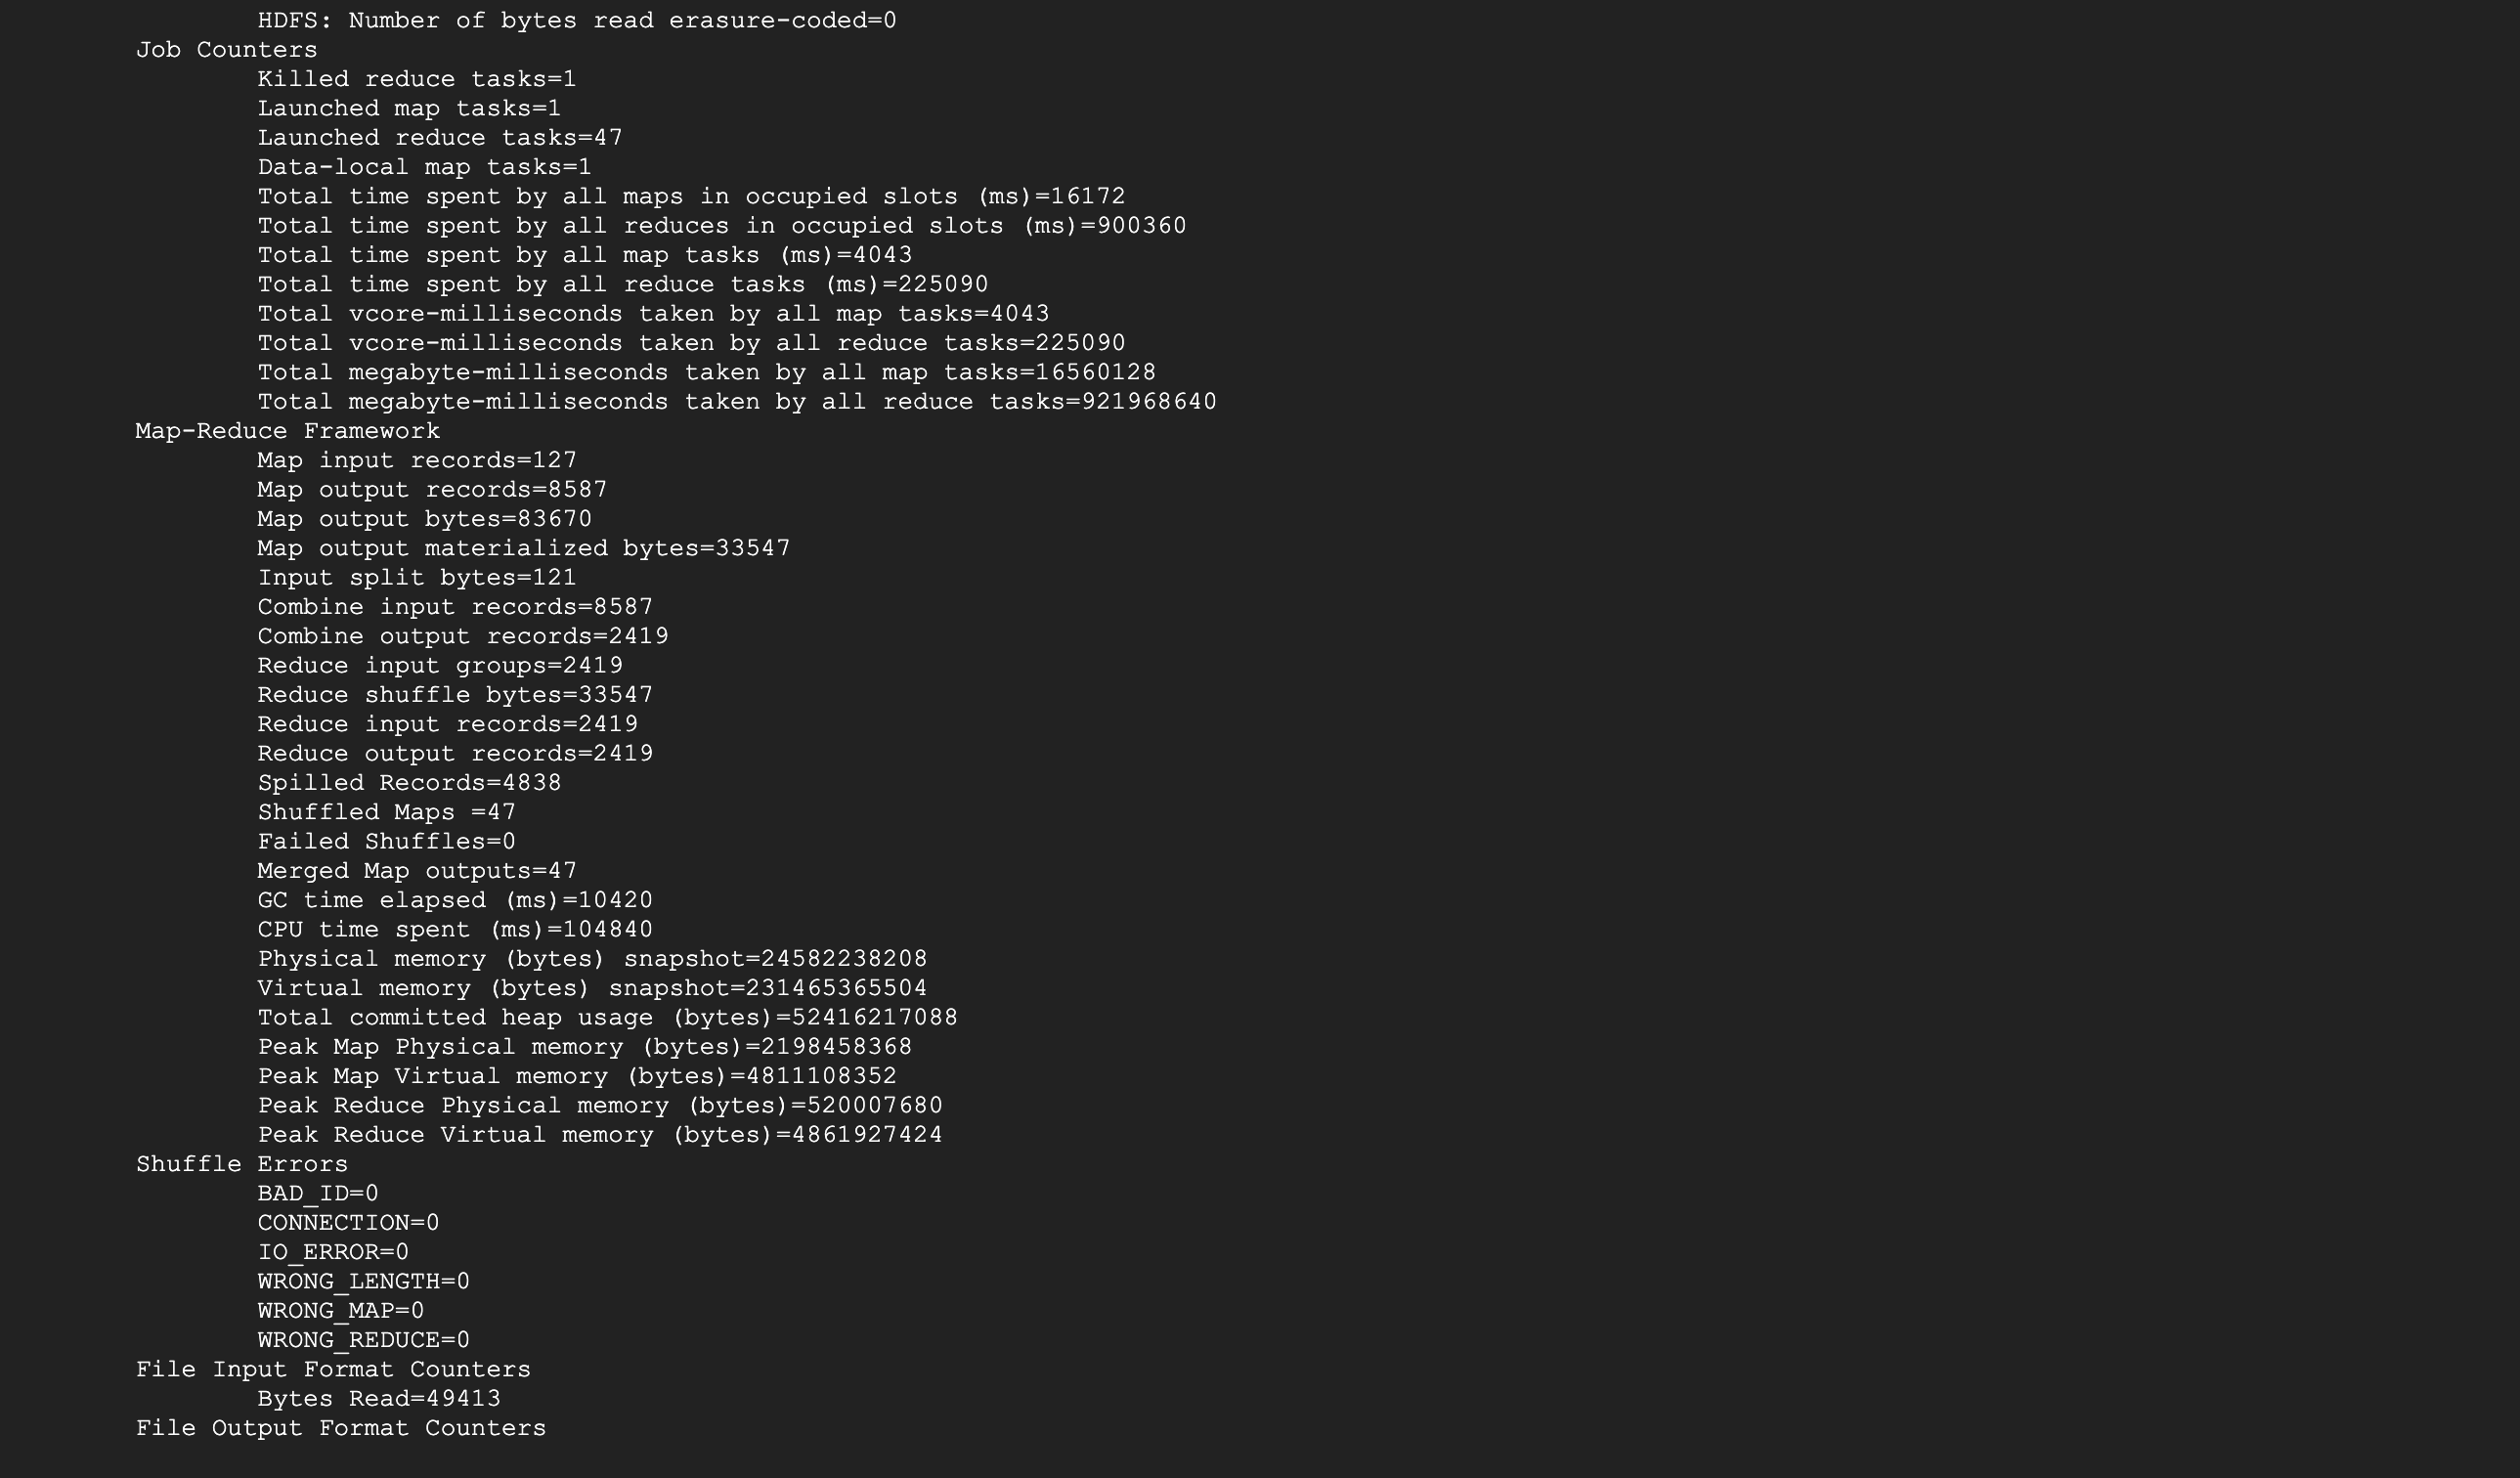 HDFS: Number of bytes read erasure-coded=0
Job Counters
Killed reduce tasks=1
Launched map tasks=1
Launched reduce tasks=47
Data-local map tasks=1
Total time spent by all maps in occupied slots (ms)=16172
Total time spent by all reduces in occupied slots (ms)=900360
Total time spent by all map tasks (ms)=4043
Total time spent by all reduce tasks (ms)=225090
Total vcore-milliseconds taken by all map tasks=4043
Total vcore-milliseconds taken by all reduce tasks=225090
Total megabyte-milliseconds taken by all map tasks=16560128
Total megabyte-milliseconds taken by all reduce tasks=921968640
Map-Reduce Framework
Map input records=127
Map output records=8587
Map output bytes=83670
Map output materialized bytes=33547
Input split bytes=121
Combine input records=8587
Combine output records=2419
Reduce input groups=2419
Reduce shuffle bytes=33547
Reduce input records=2419
Reduce output records=2419
Spilled Records=4838
Shuffled Maps =47
Failed Shuffles=0
Merged Map outputs=47
GC time elapsed (ms)=10420
CPU time spent (ms)=104840
Physical memory (bytes) snapshot=24582238208
Virtual memory (bytes) snapshot=231465365504
Total committed heap usage (bytes)=52416217088
Peak Map Physical memory (bytes)=2198458368
Peak Map Virtual memory (bytes)=4811108352
Peak Reduce Physical memory (bytes)=520007680
Peak Reduce Virtual memory (bytes)=4861927424
Shuffle Errors
BAD_ID=0
CONNECTION=0
IO_ERROR=0
WRONG_LENGTH=0
WRONG_MAP=0
WRONG_REDUCE=0
File Input Format Counters
Bytes Read=49413
File Output Format Counters